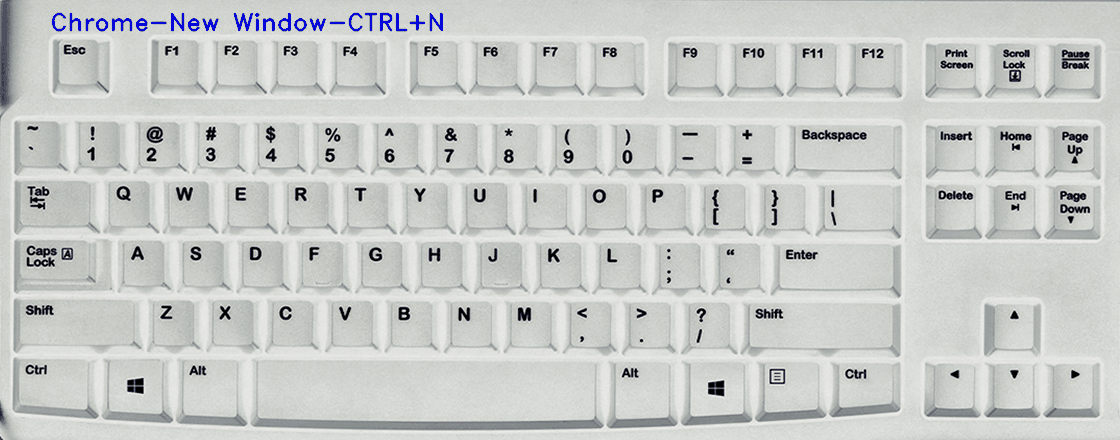 Chrome-New Window-CTRL+N
Esc F1 F2 F3 F4 F5 F6 F7 F8 F9 F10 F11 F12 Print Screen Scroll Lock Pause Break
~ ` ! 1 @ 2 # 3 $ 4 % 5 ^ 6 & 7 * 8 ( 9 ) 0 — - + = Backspace Insert Home Page Up
Tab Q W E R T Y U I O P { [ } ] | \ Delete End Page Down
Caps Lock A A S D F G H J K L : ; “ ‘ Enter
Shift Z X C V B N M < , > . ? / Shift
Ctrl Alt Alt Ctrl